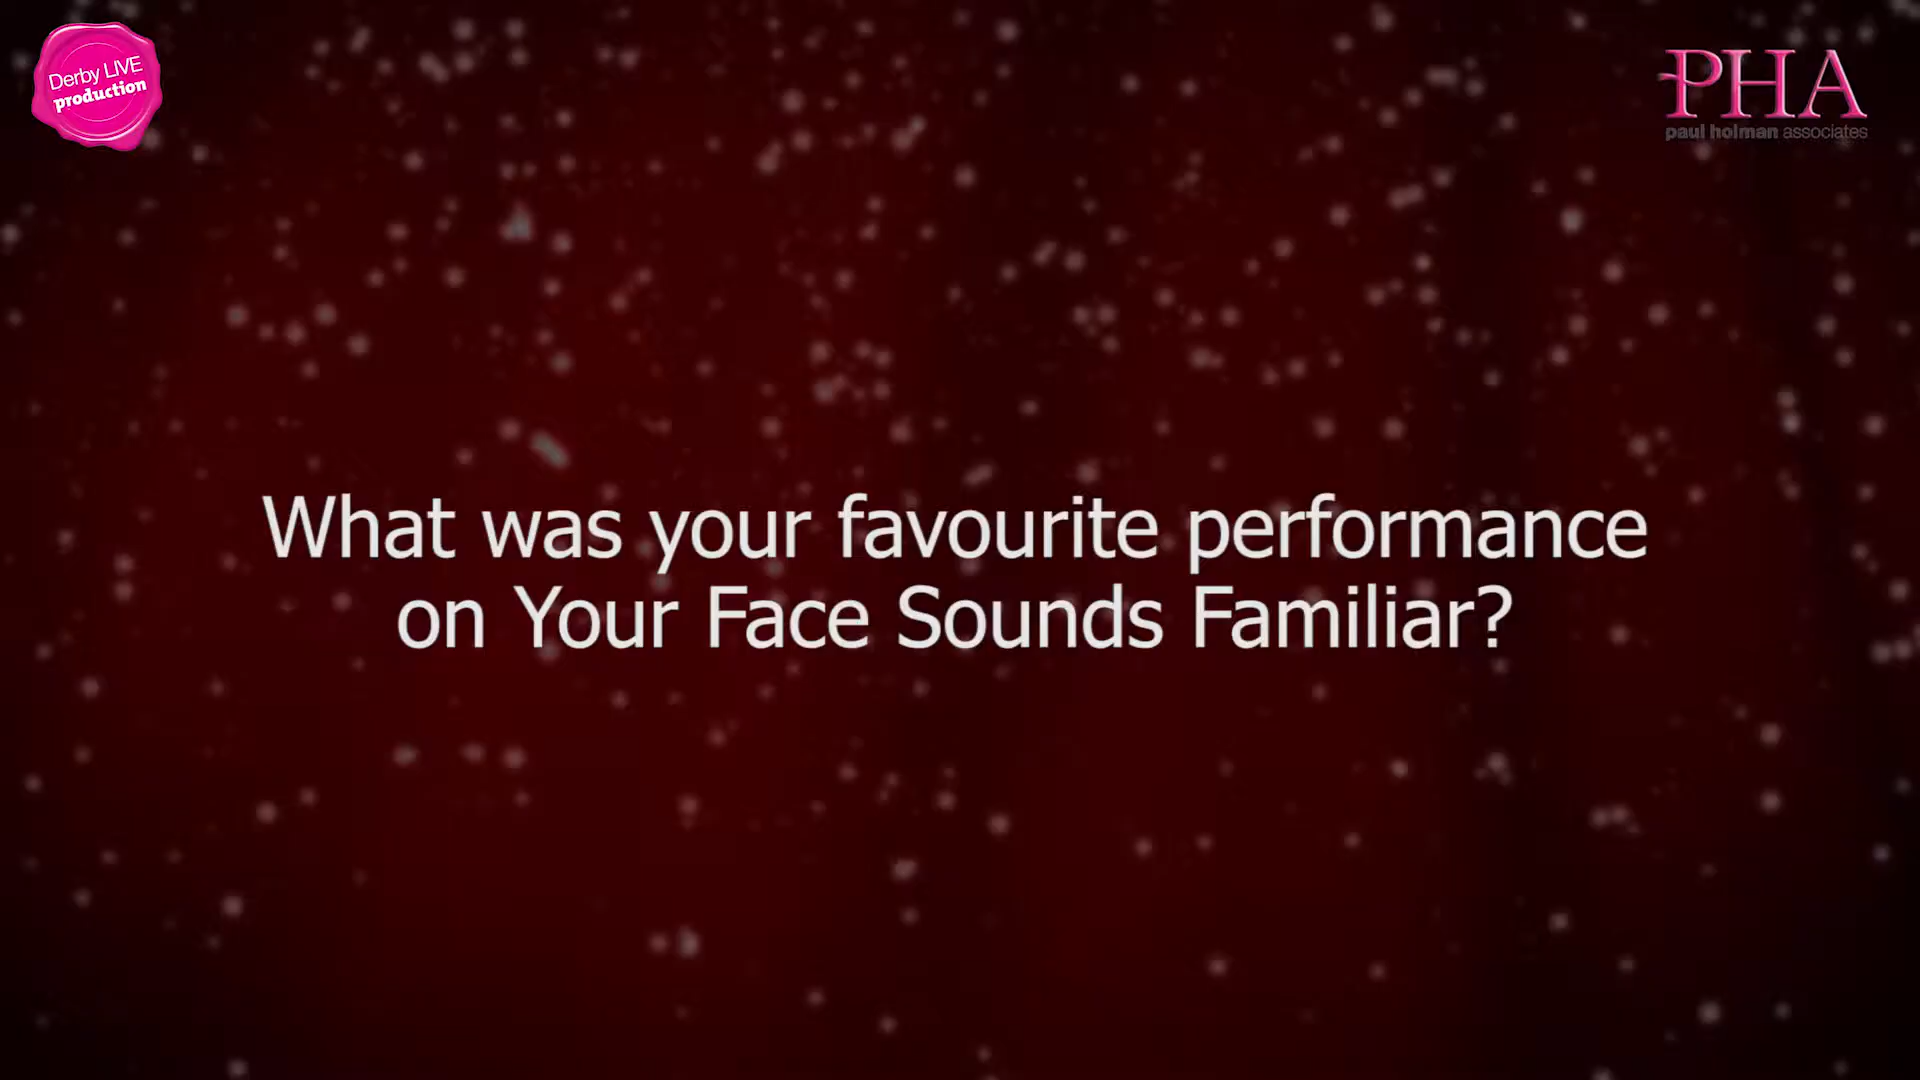 Derby LIVE
production
PHA
paul holman associates
What was your favourite performance
on Your Face Sounds Familiar?